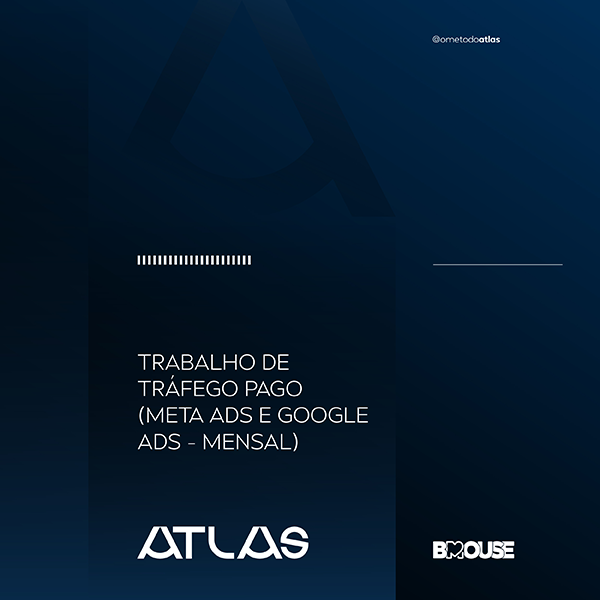 @ometodoatlas
TRABALHO DE
TRÁFEGO PAGO
(META ADS E GOOGLE
ADS - MENSAL)
ATLAS
BMOUSE